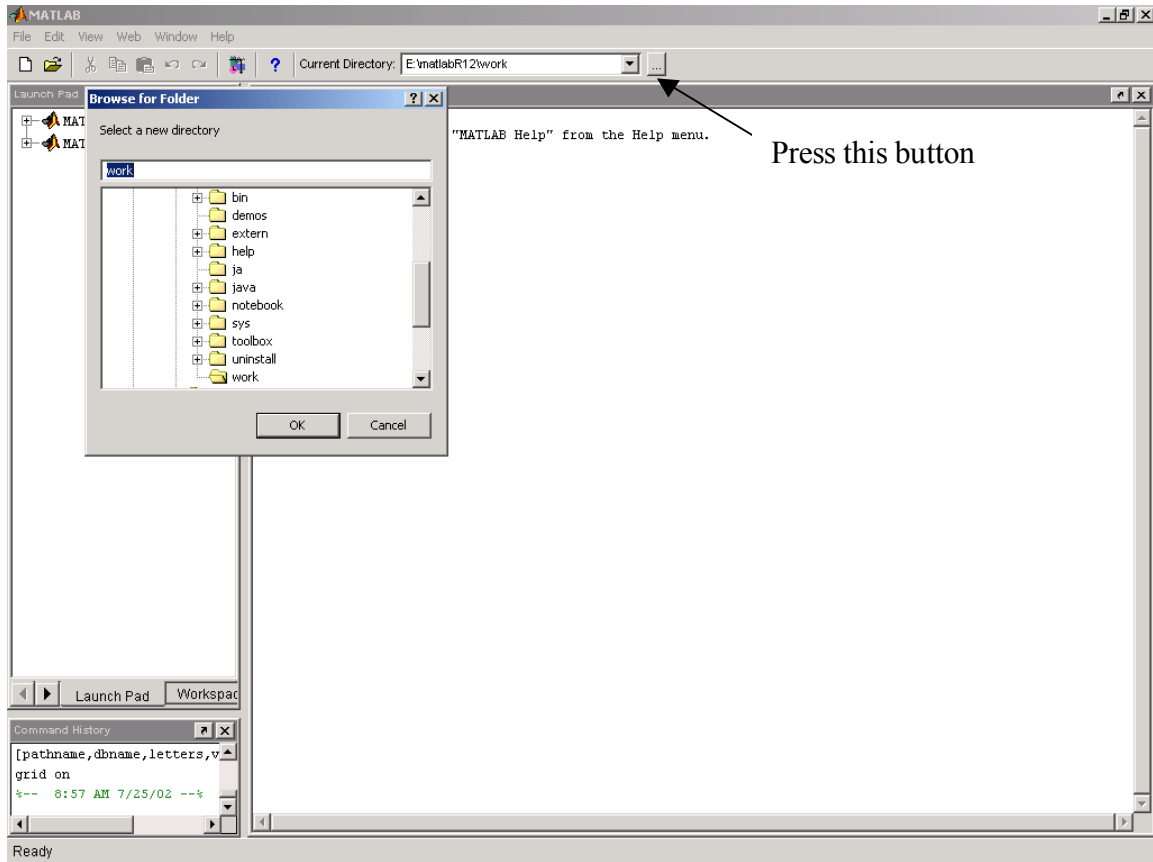 MATLAB
File Edit View Web Window Help
? Current Directory: E:\matlabR12\work ...
Launch Pad
Browse for Folder
MAT
MAT
Select a new directory
work
bin
demos
extern
help
ja
java
notebook
sys
toolbox
uninstall
work
OK Cancel
"MATLAB Help" from the Help menu.
Press this button
Launch Pad Workspac
Command History
[pathname,dbname,letters,v
grid on
%-- 8:57 AM 7/25/02 --%
Ready